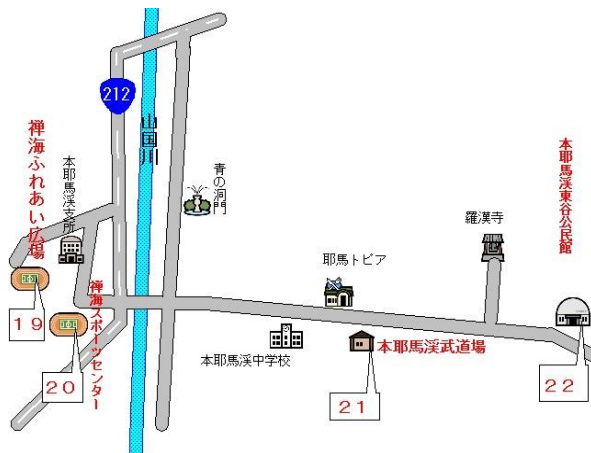 212
山国川
禅海ふれあい広場
本耶馬渓支所
青の洞門
本耶馬渓東谷公民館
羅漢寺
耶馬トピア
禅海スポーツセンター
19
20
本耶馬渓中学校
本耶馬渓武道場
21
22